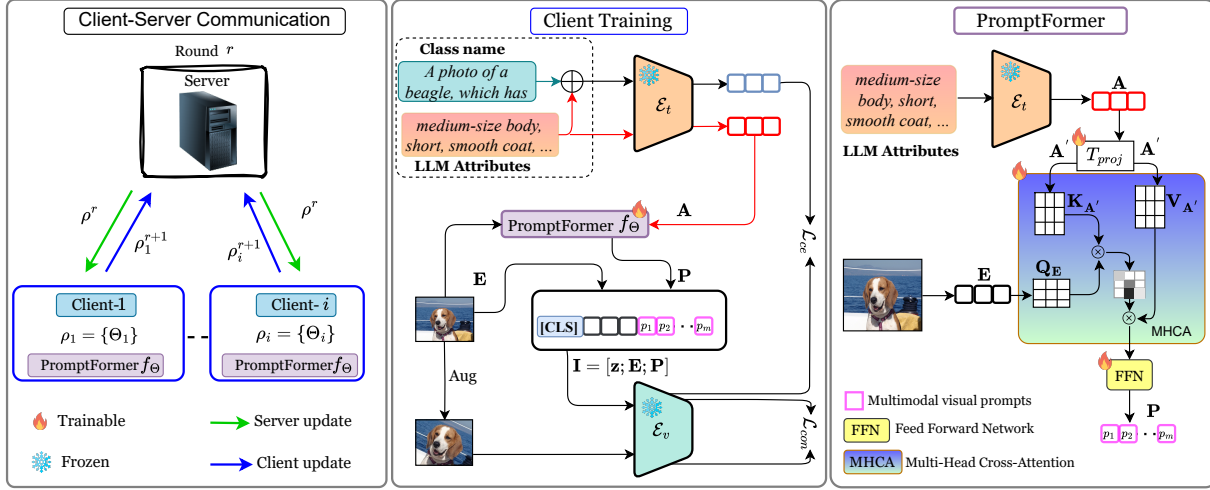 Client-Server Communication
Round r
Server
ρ^r
ρ_1^{r+1}
ρ^r
ρ_i^{r+1}
Client-1
ρ_1 = {Θ_1}
PromptFormer f_Θ
Client- i
ρ_i = {Θ_i}
PromptFormer f_Θ
Trainable
Server update
Frozen
Client update
Client Training
Class name
A photo of a
beagle, which has
medium-size body,
short, smooth coat, ...
LLM Attributes
ℰ_t
A
PromptFormer f_Θ
E
P
[CLS] p_1 p_2 · · p_m
I = [z; E; P]
Aug
ℰ_v
ℒ_ce
ℒ_con
PromptFormer
medium-size
body, short,
smooth coat, ...
LLM Attributes
ℰ_t
A
A′ T_proj A′
K_A′ V_A′
E
Q_E
MHCA
FFN
P
p_1 p_2 · · p_m
Multimodal visual prompts
FFN Feed Forward Network
MHCA Multi-Head Cross-Attention